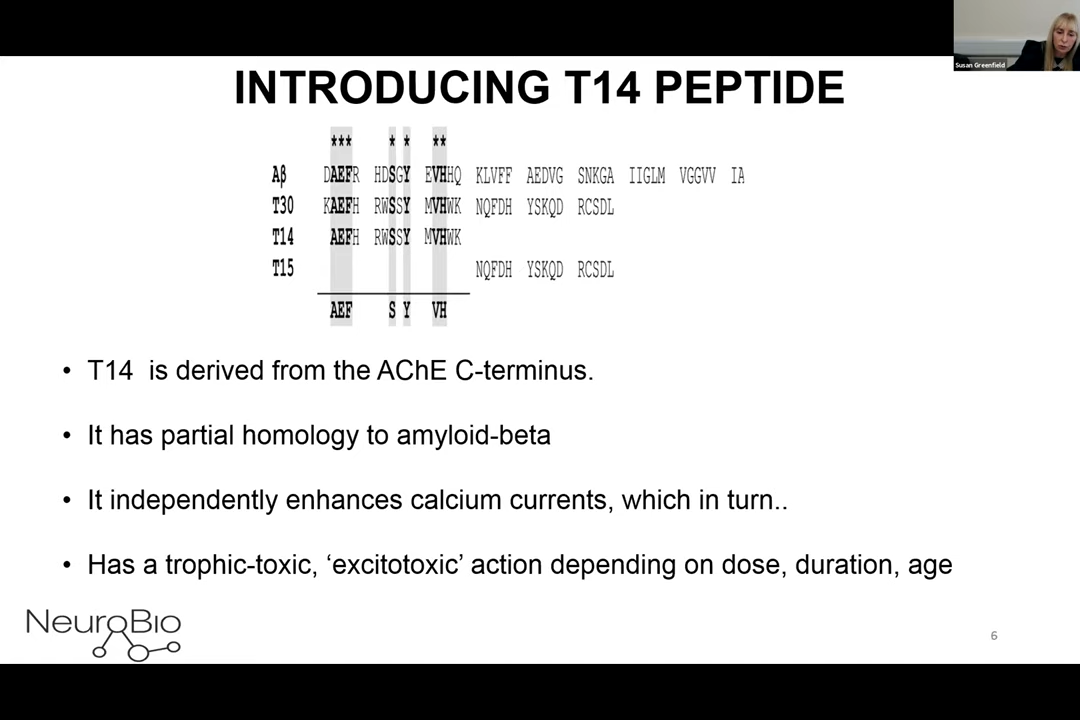 Susan Greenfield
INTRODUCING T14 PEPTIDE
*** * * **
Aβ DAEFR HDSGY EVHHQ KLVFF AEDVG SNKGA IIGLM VGGVV IA
T30 KAEFH RWSSY MVHWK NQFDH YSKQD RCSDL
T14 AEFH RWSSY MVHWK
T15 NQFDH YSKQD RCSDL
AEF S Y VH
• T14 is derived from the AChE C-terminus.
• It has partial homology to amyloid-beta
• It independently enhances calcium currents, which in turn..
• Has a trophic-toxic, ‘excitotoxic’ action depending on dose, duration, age
NEUROBIO
6